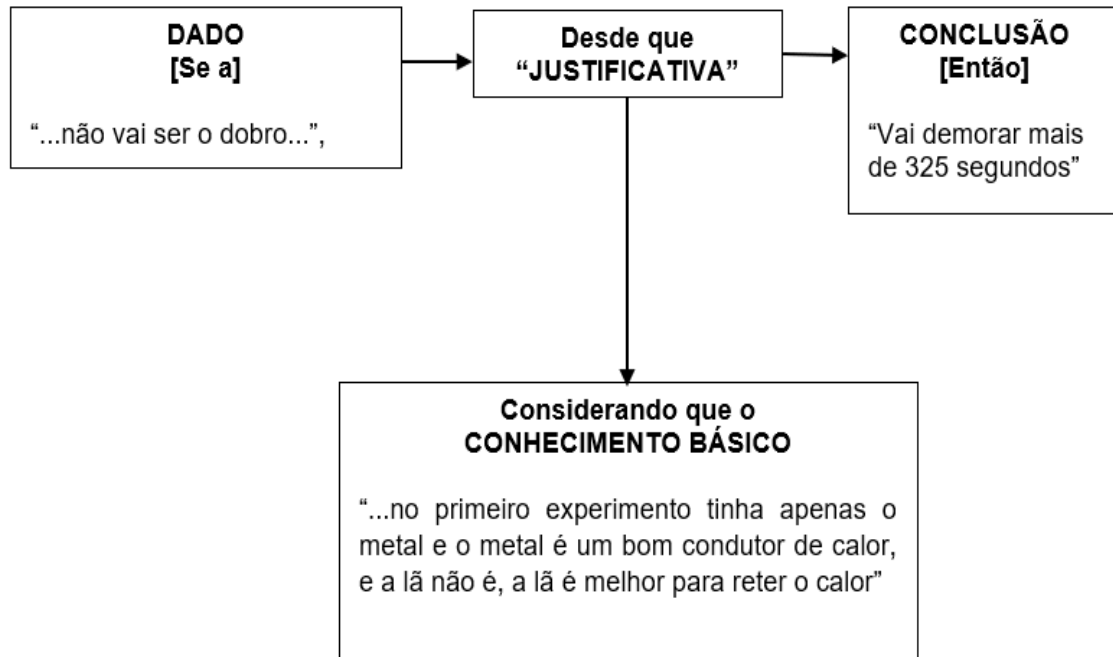 DADO
[Se a]
“...não vai ser o dobro...”,
Desde que
“JUSTIFICATIVA”
CONCLUSÃO
[Então]
“Vai demorar mais
de 325 segundos”
Considerando que o
CONHECIMENTO BÁSICO
“...no primeiro experimento tinha apenas o
metal e o metal é um bom condutor de calor,
e a lã não é, a lã é melhor para reter o calor”